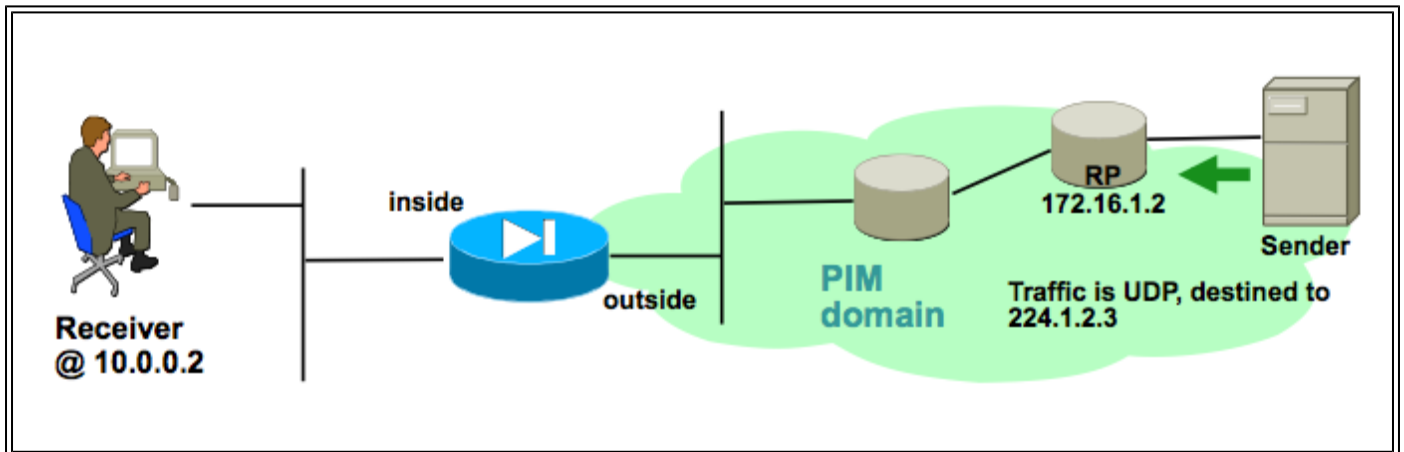 inside
outside
Receiver
@ 10.0.0.2
PIM
domain
RP
172.16.1.2
Sender
Traffic is UDP, destined to
224.1.2.3